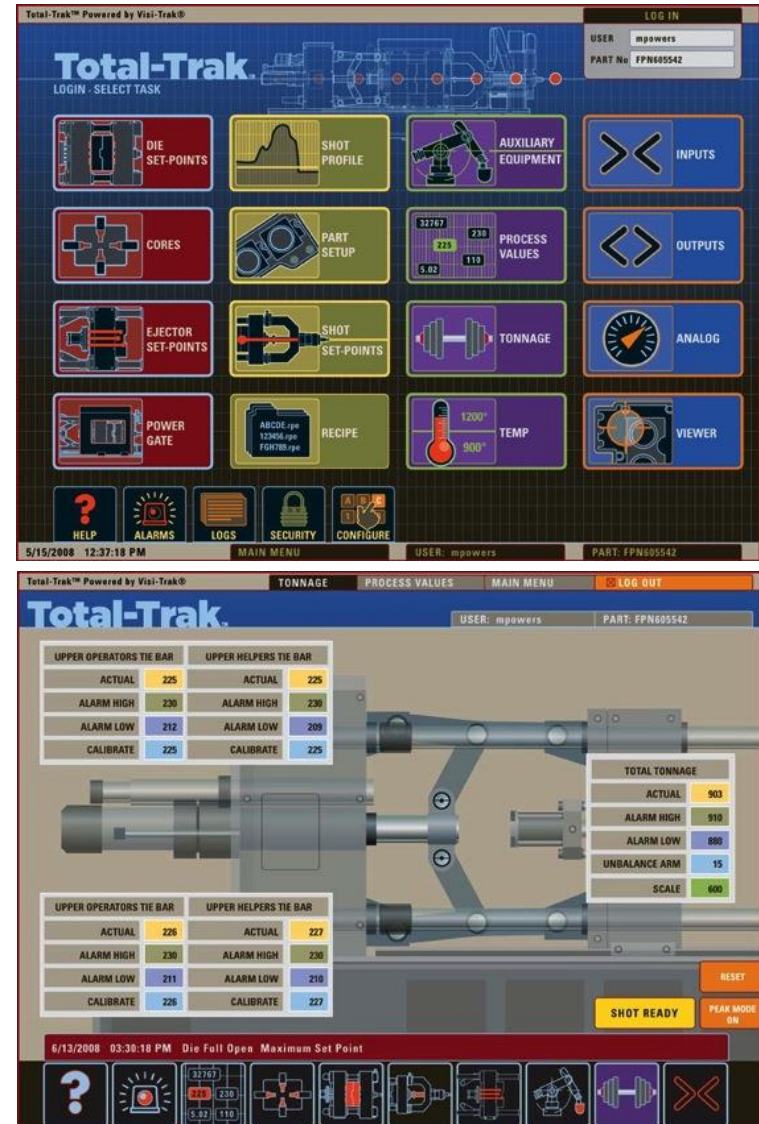 Total-Trak™ Powered by Visi-Trak®
LOG IN
USER mpowers
PART No FPN605542
Total-Trak™
LOGIN - SELECT TASK
DIE SET-POINTS
SHOT PROFILE
AUXILIARY EQUIPMENT
INPUTS
CORES
PART SETUP
32767
230
225
110
5.02
PROCESS VALUES
OUTPUTS
EJECTOR SET-POINTS
SHOT SET-POINTS
TONNAGE
ANALOG
POWER GATE
ABCDE.rpe
123456.rpe
FGH789.rpe
RECIPE
1200°
900°
TEMP
VIEWER
HELP
ALARMS
LOGS
SECURITY
A B C
1
CONFIGURE
5/15/2008 12:37:18 PM MAIN MENU USER: mpowers PART: FPN605542
Total-Trak™ Powered by Visi-Trak® TONNAGE PROCESS VALUES MAIN MENU LOG OUT
Total-Trak™
USER: mpowers PART: FPN605542
UPPER OPERATORS TIE BAR UPPER HELPERS TIE BAR
ACTUAL 225 ACTUAL 225
ALARM HIGH 230 ALARM HIGH 230
ALARM LOW 212 ALARM LOW 209
CALIBRATE 225 CALIBRATE 225
TOTAL TONNAGE
ACTUAL 903
ALARM HIGH 910
ALARM LOW 880
UNBALANCE ARM 15
SCALE 600
UPPER OPERATORS TIE BAR UPPER HELPERS TIE BAR
ACTUAL 226 ACTUAL 227
ALARM HIGH 230 ALARM HIGH 230
ALARM LOW 211 ALARM LOW 210
CALIBRATE 226 CALIBRATE 227
RESET
SHOT READY
PEAK MODE ON
6/13/2008 03:30:18 PM Die Full Open Maximum Set Point
?
32767
225 230
5.02 110